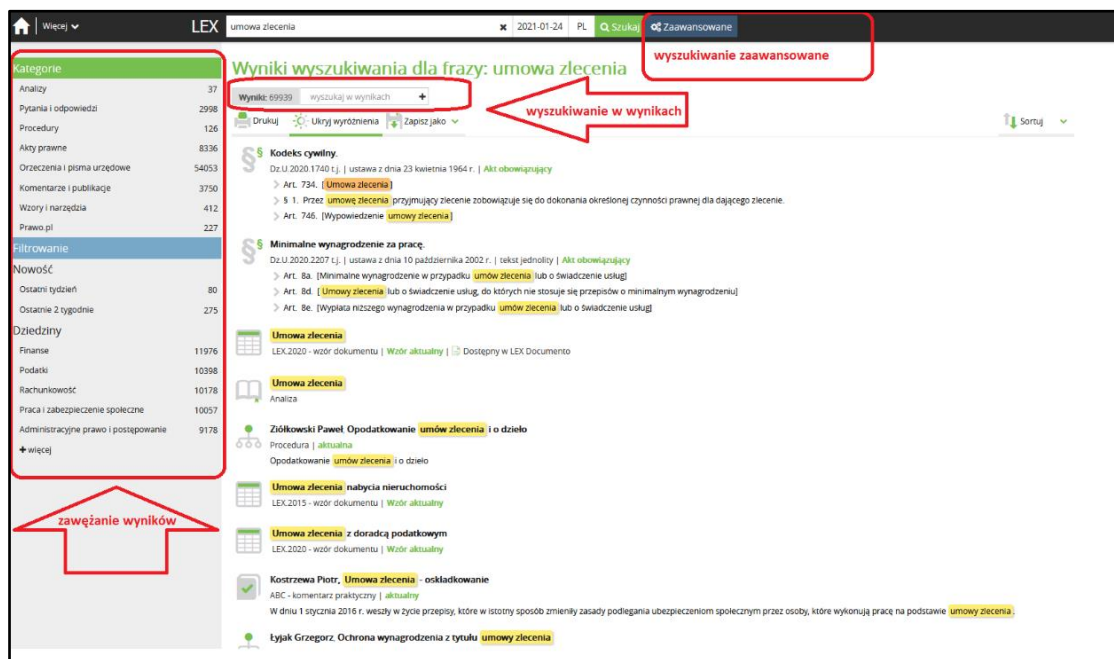 Więcej
LEX
umowa zlecenia
2021-01-24
PL
Szukaj
Zaawansowane
wyszukiwanie zaawansowane
Kategorie
Analizy 37
Pytania i odpowiedzi 2998
Procedury 126
Akty prawne 8336
Orzeczenia i pisma urzędowe 54053
Komentarze i publikacje 3750
Wzory i narzędzia 412
Prawo.pl 227
Filtrowanie
Nowość
Ostatni tydzień 80
Ostatnie 2 tygodnie 275
Dziedziny
Finanse 11976
Podatki 10398
Rachunkowość 10178
Praca i zabezpieczenie społeczne 10057
Administracyjne prawo i postępowanie 9178
+ więcej
zawężanie wyników
Wyniki wyszukiwania dla frazy: umowa zlecenia
Wyniki: 69939 wyszukaj w wynikach +
wyszukiwanie w wynikach
Drukuj Ukryj wyróżnienia Zapisz jako
Sortuj
§§ Kodeks cywilny.
Dz.U.2020.1740 t.j. | ustawa z dnia 23 kwietnia 1964 r. | Akt obowiązujący
> Art. 734. [Umowa zlecenia]
> § 1. Przez umowę zlecenia przyjmujący zlecenie zobowiązuje się do dokonania określonej czynności prawnej dla dającego zlecenie.
> Art. 746. [Wypowiedzenie umowy zlecenia]
§§ Minimalne wynagrodzenie za pracę.
Dz.U.2020.2207 t.j. | ustawa z dnia 10 października 2002 r. | tekst jednolity | Akt obowiązujący
> Art. 8a. [Minimalne wynagrodzenie w przypadku umów zlecenia lub o świadczenie usług]
> Art. 8d. [Umowy zlecenia lub o świadczenie usług, do których nie stosuje się przepisów o minimalnym wynagrodzeniu]
> Art. 8e. [Wypłata niższego wynagrodzenia w przypadku umów zlecenia lub o świadczenie usług]
Umowa zlecenia
LEX.2020 - wzór dokumentu | Wzór aktualny | Dostępny w LEX Documento
Umowa zlecenia
Analiza
Ziółkowski Paweł, Opodatkowanie umów zlecenia i o dzieło
Procedura | aktualna
Opodatkowanie umów zlecenia i o dzieło
Umowa zlecenia nabycia nieruchomości
LEX.2015 - wzór dokumentu | Wzór aktualny
Umowa zlecenia z doradcą podatkowym
LEX.2020 - wzór dokumentu | Wzór aktualny
Kostrzewa Piotr, Umowa zlecenia - oskładkowanie
ABC - komentarz praktyczny | aktualny
W dniu 1 stycznia 2016 r. weszły w życie przepisy, które w istotny sposób zmieniły zasady podlegania ubezpieczeniom społecznym przez osoby, które wykonują pracę na podstawie umowy zlecenia.
Łyjak Grzegorz, Ochrona wynagrodzenia z tytułu umowy zlecenia